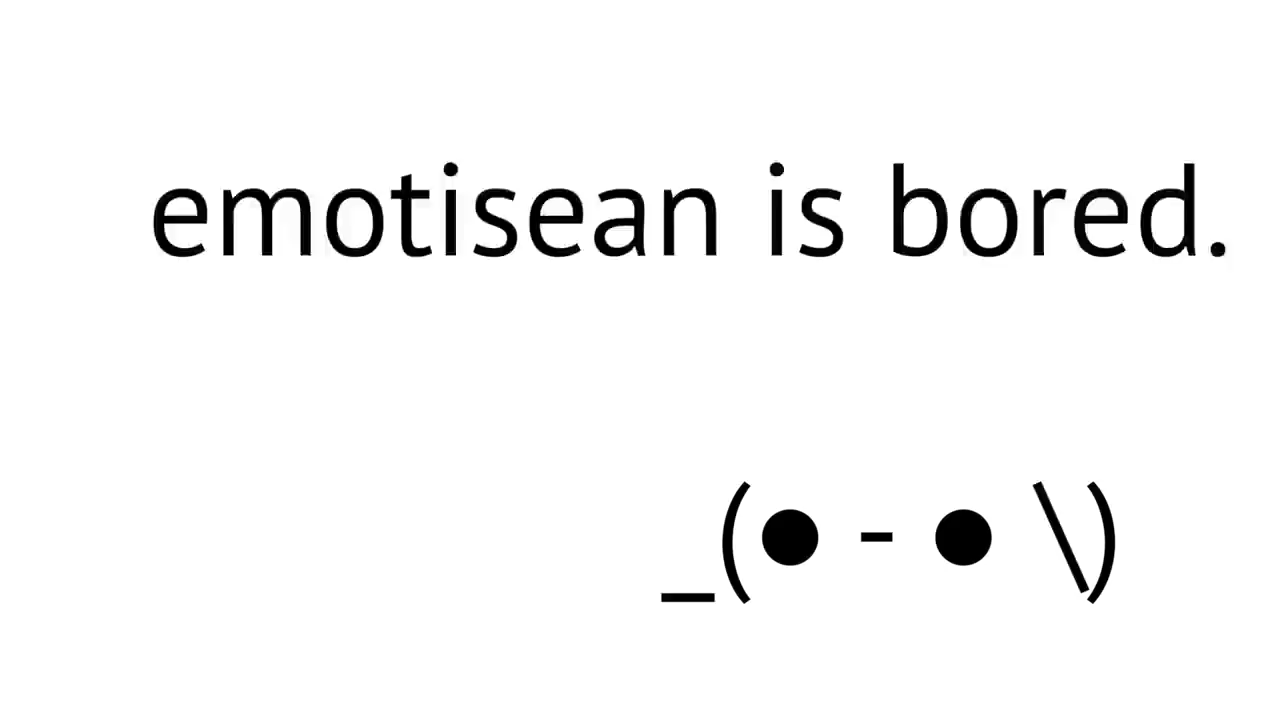 emotisean is bored.
_(● - ● \)